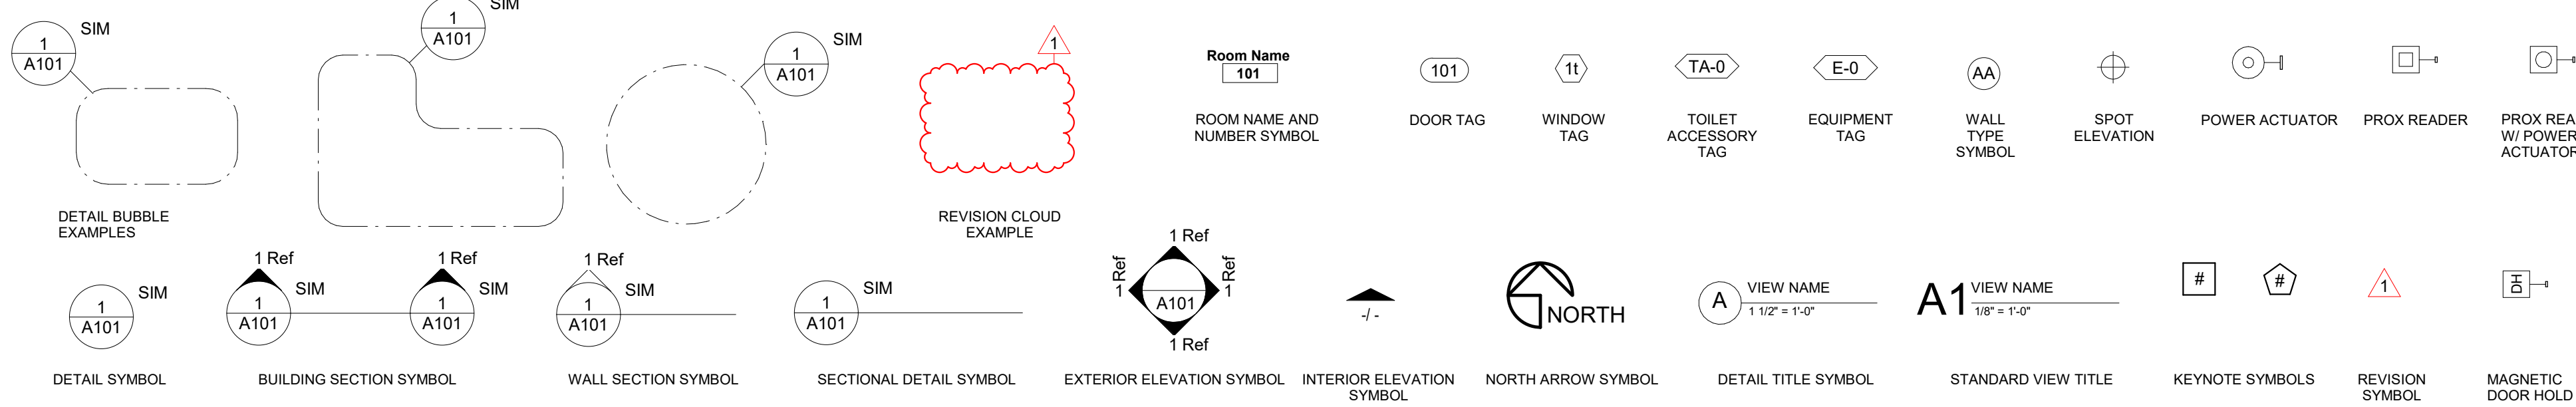 1
A101
SIM
1
A101
SIM
1
A101
SIM
DETAIL BUBBLE
EXAMPLES
1
REVISION CLOUD
EXAMPLE
Room Name
101
ROOM NAME AND
NUMBER SYMBOL
101
DOOR TAG
1t
WINDOW
TAG
TA-0
TOILET
ACCESSORY
TAG
E-0
EQUIPMENT
TAG
AA
WALL
TYPE
SYMBOL
SPOT
ELEVATION
POWER ACTUATOR
PROX READER
PROX REA
W/ POWER
ACTUATOR
1
A101
SIM
DETAIL SYMBOL
1 Ref
1
A101
SIM
1 Ref
1
A101
SIM
BUILDING SECTION SYMBOL
1 Ref
1
A101
SIM
WALL SECTION SYMBOL
1
A101
SIM
SECTIONAL DETAIL SYMBOL
1 Ref
1 Ref
A101
1 Ref
1 Ref
EXTERIOR ELEVATION SYMBOL
-/ -
INTERIOR ELEVATION
SYMBOL
NORTH
NORTH ARROW SYMBOL
A
VIEW NAME
1 1/2" = 1'-0"
DETAIL TITLE SYMBOL
A1
VIEW NAME
1/8" = 1'-0"
STANDARD VIEW TITLE
#
#
KEYNOTE SYMBOLS
1
REVISION
SYMBOL
DH
MAGNETIC
DOOR HOLD